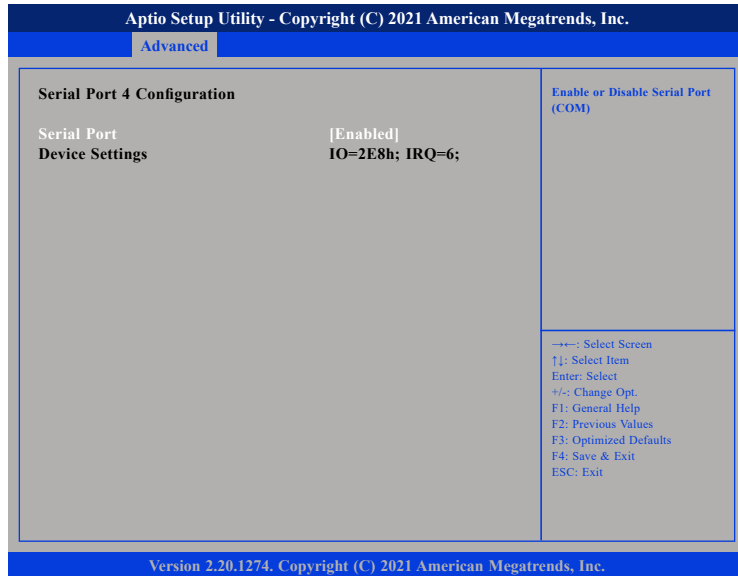 Aptio Setup Utility - Copyright (C) 2021 American Megatrends, Inc.
Advanced
Serial Port 4 Configuration
Serial Port [Enabled]
Device Settings IO=2E8h; IRQ=6;
Enable or Disable Serial Port
(COM)
→←: Select Screen
↑↓: Select Item
Enter: Select
+/-: Change Opt.
F1: General Help
F2: Previous Values
F3: Optimized Defaults
F4: Save & Exit
ESC: Exit
Version 2.20.1274. Copyright (C) 2021 American Megatrends, Inc.